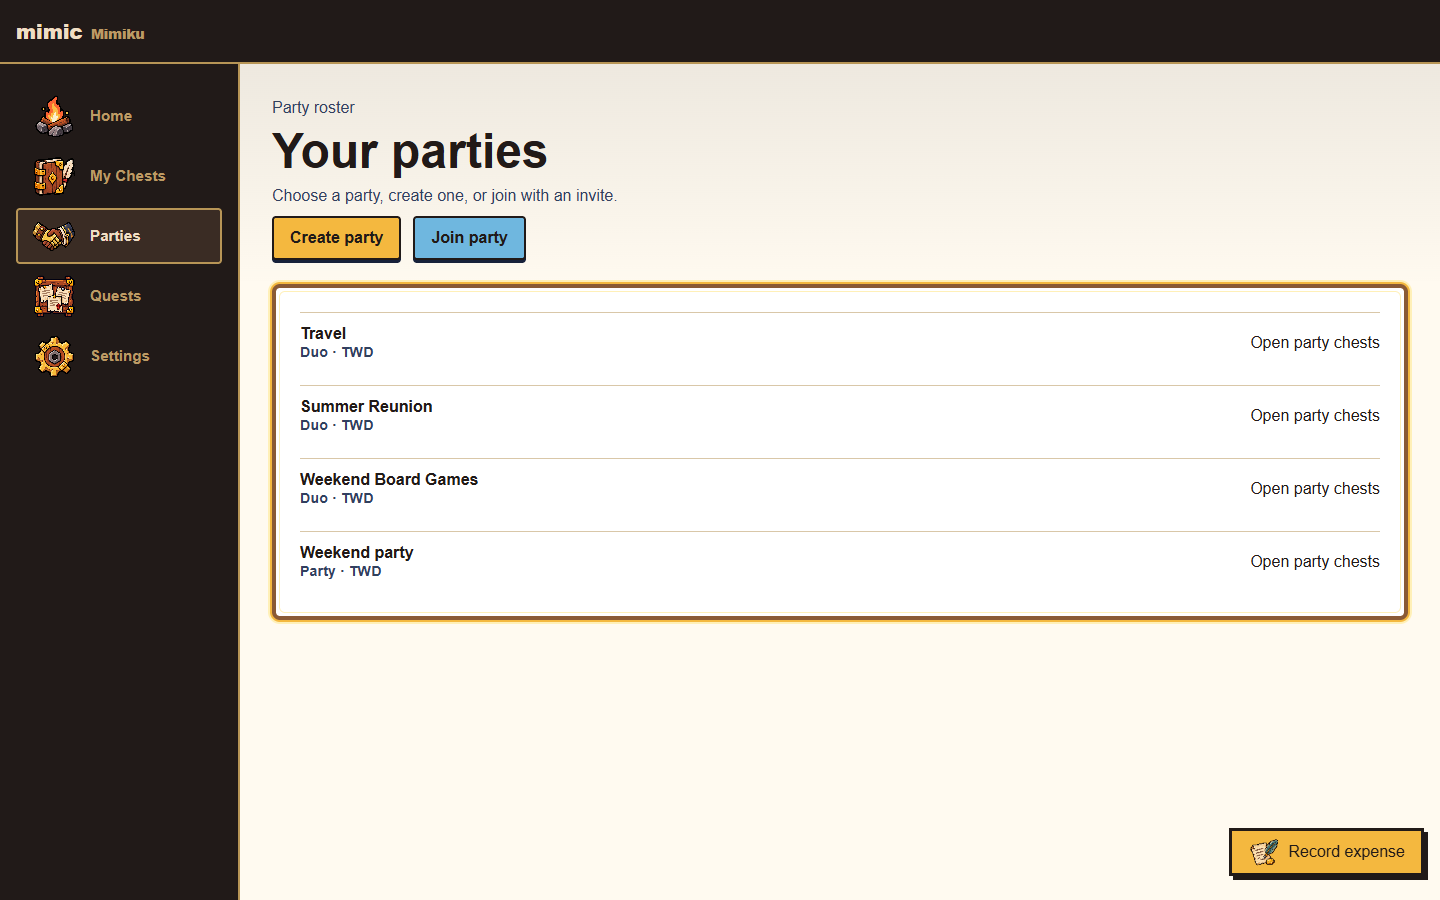 mimic Mimiku
Home
My Chests
Parties
Quests
Settings
Party roster
Your parties
Choose a party, create one, or join with an invite.
Create party
Join party
Travel
Duo · TWD
Open party chests
Summer Reunion
Duo · TWD
Open party chests
Weekend Board Games
Duo · TWD
Open party chests
Weekend party
Party · TWD
Open party chests
Record expense